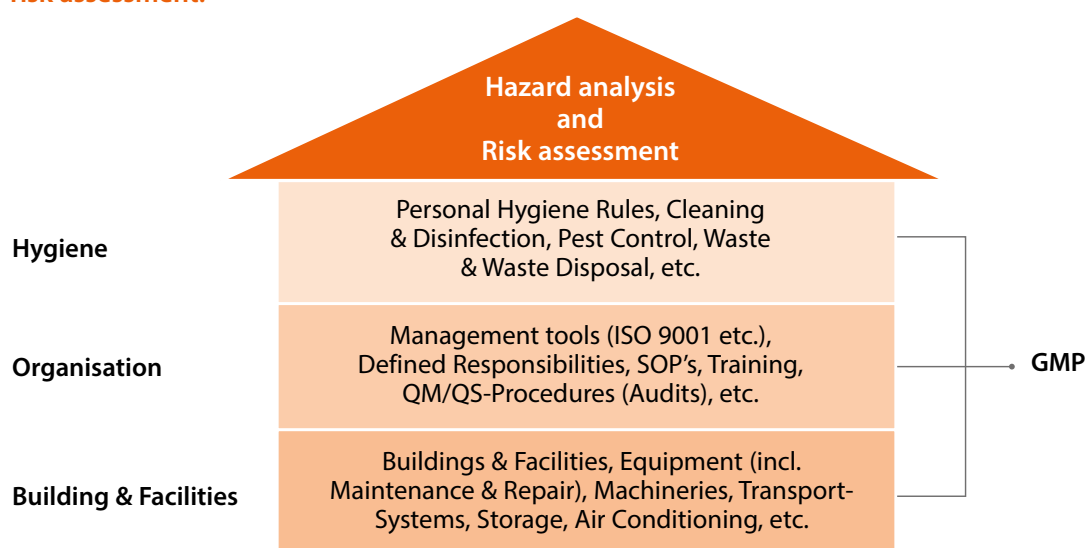 risk assessment.
Hazard analysis
and
Risk assessment
Hygiene
Personal Hygiene Rules, Cleaning
& Disinfection, Pest Control, Waste
& Waste Disposal, etc.
Organisation
Management tools (ISO 9001 etc.),
Defined Responsibilities, SOP's, Training,
QM/QS-Procedures (Audits), etc.
GMP
Building & Facilities
Buildings & Facilities, Equipment (incl.
Maintenance & Repair), Machineries, Transport-
Systems, Storage, Air Conditioning, etc.